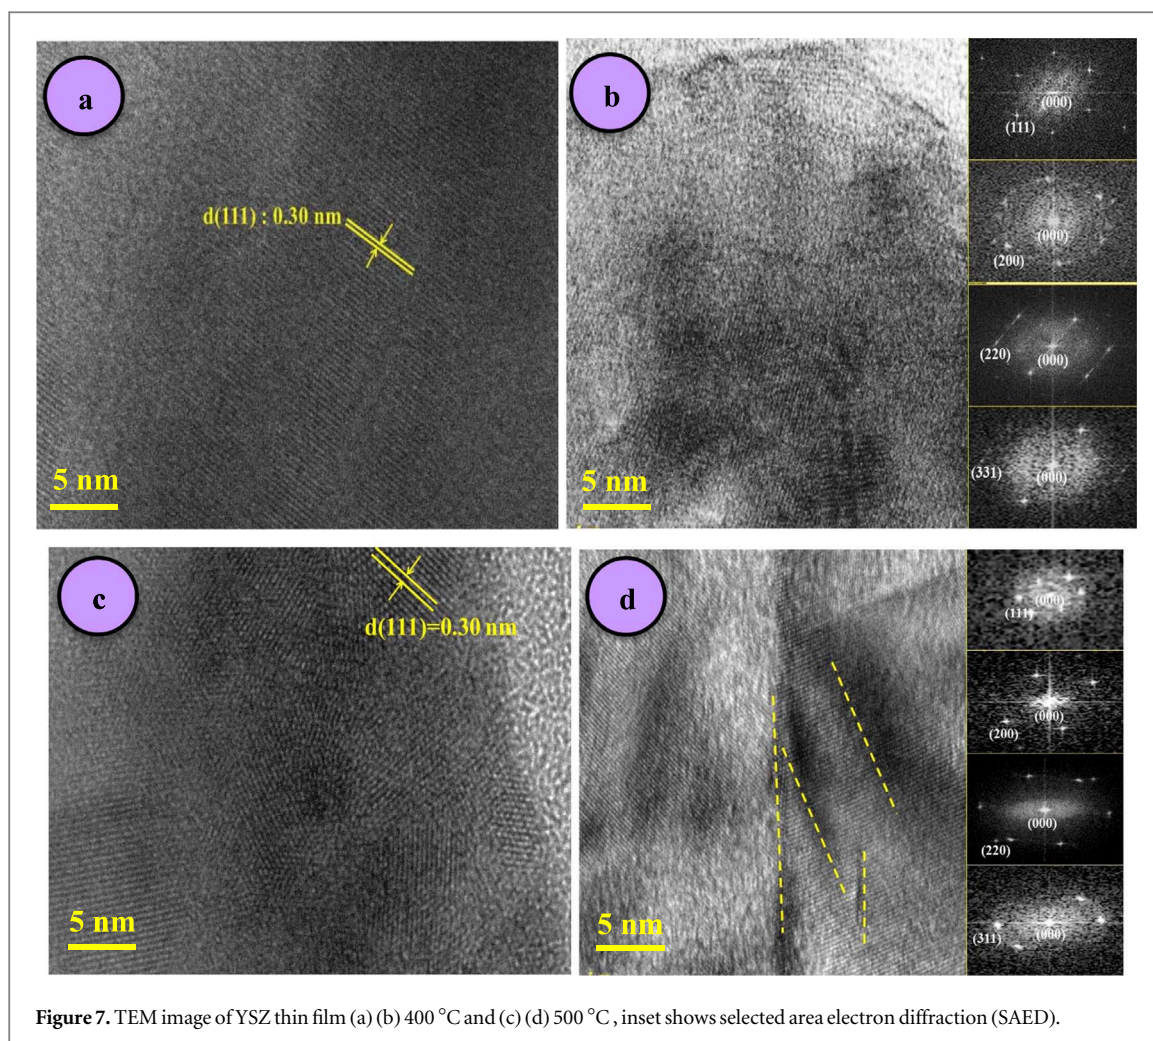 a
d(111) : 0.30 nm
5 nm
b
(000)
(111)
(000)
(200)
(220)
(000)
(331)
(000)
c
d(111)=0.30 nm
5 nm
d
5 nm
(000)
(111)
(000)
(200)
(000)
(220)
(311)
(000)
Figure 7. TEM image of YSZ thin film (a) (b) 400 °C and (c) (d) 500 °C, inset shows selected area electron diffraction (SAED).